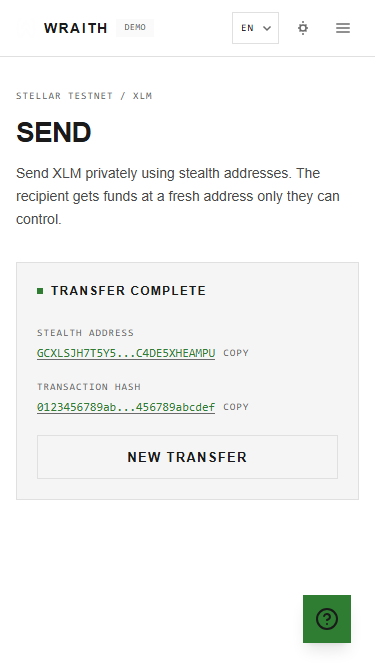 WRAITH DEMO EN
STELLAR TESTNET / XLM
SEND
Send XLM privately using stealth addresses. The
recipient gets funds at a fresh address only they can
control.
TRANSFER COMPLETE
STEALTH ADDRESS
GCXLSJH7T5Y5...C4DE5XHEAMPU COPY
TRANSACTION HASH
0123456789ab...456789abcdef COPY
NEW TRANSFER